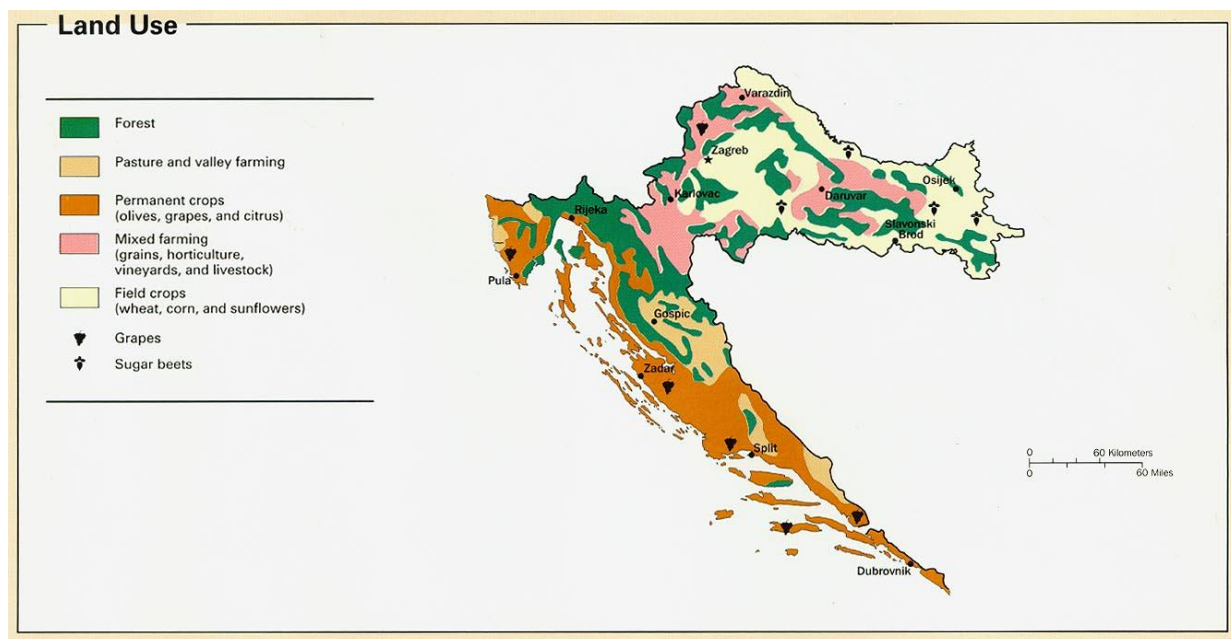 Land Use
Forest
Pasture and valley farming
Permanent crops
(olives, grapes, and citrus)
Mixed farming
(grains, horticulture,
vineyards, and livestock)
Field crops
(wheat, corn, and sunflowers)
Grapes
Sugar beets
Varazdin
Zagreb
Karlovac
Daruvar
Osijek
Slavonski
Brod
Rijeka
Pula
Gospic
Zadar
Split
Dubrovnik
0 60 Kilometers
0 60 Miles